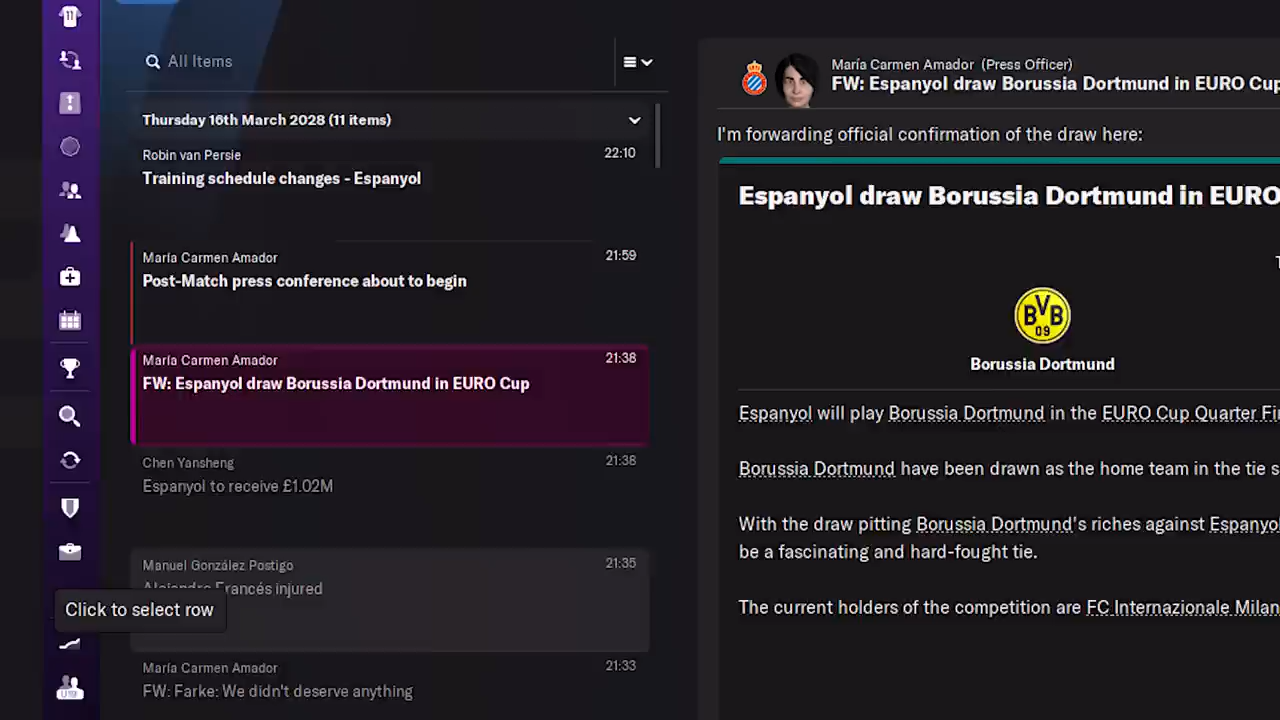 All Items
Thursday 16th March 2028 (11 items)
Robin van Persie 22:10
Training schedule changes - Espanyol
María Carmen Amador 21:59
Post-Match press conference about to begin
María Carmen Amador 21:38
FW: Espanyol draw Borussia Dortmund in EURO Cup
Chen Yansheng 21:38
Espanyol to receive £1.02M
Manuel González Postigo 21:35
Alejandro Francés injured
Click to select row
María Carmen Amador 21:33
FW: Farke: We didn't deserve anything
María Carmen Amador (Press Officer)
FW: Espanyol draw Borussia Dortmund in EURO Cup
I'm forwarding official confirmation of the draw here:
Espanyol draw Borussia Dortmund in EURO
BVB
09
Borussia Dortmund
Espanyol will play Borussia Dortmund in the EURO Cup Quarter Fi
Borussia Dortmund have been drawn as the home team in the tie s
With the draw pitting Borussia Dortmund's riches against Espanyo
be a fascinating and hard-fought tie.
The current holders of the competition are FC Internazionale Milan
11
U19